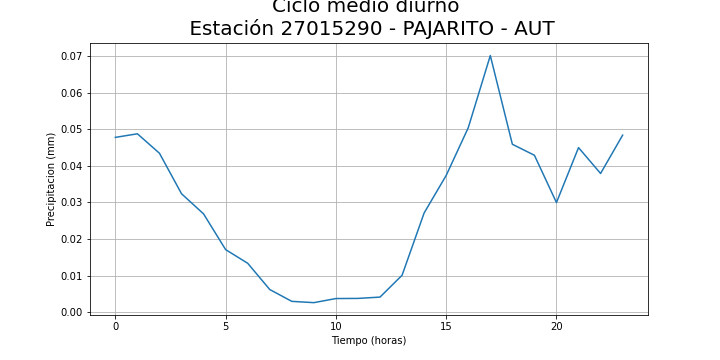 Ciclo medio diurno
Estación 27015290 - PAJARITO - AUT
0.07
0.06
0.05
0.04
0.03
0.02
0.01
0.00
Precipitacion (mm)
0 5 10 15 20
Tiempo (horas)